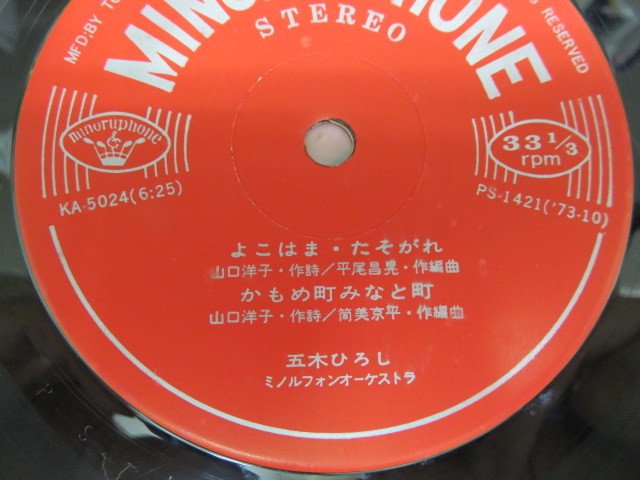 MFD: BY TO
S RESERVED
STEREO
minoruphone
33 1/3
rpm
KA-5024(6:25)
PS-1421('73-10)
よこはま・たそがれ
山口洋子・作詩/平尾昌晃・作編曲
かもめ町みなと町
山口洋子・作詩/筒美京平・作編曲
五木ひろし
ミノルフォンオーケストラ